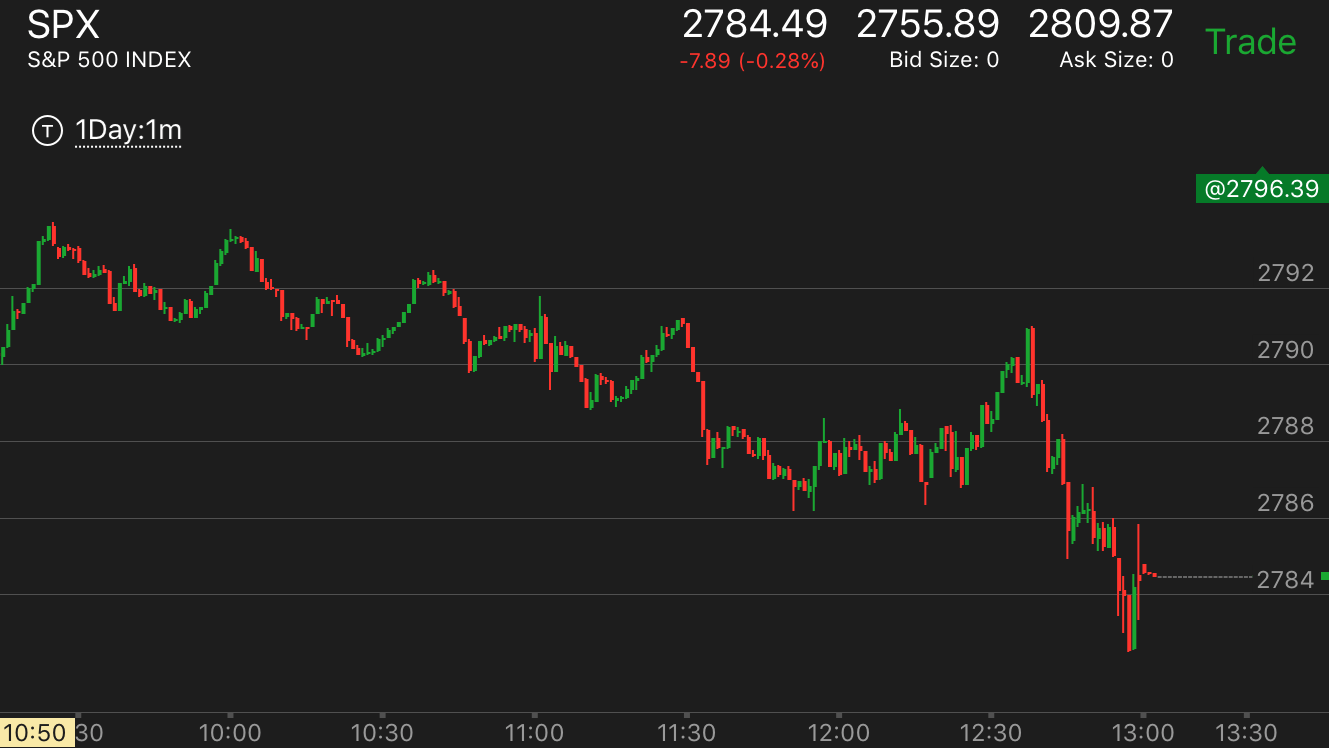 SPX 2784.49 2755.89 2809.87 Trade
S&P 500 INDEX -7.89 (-0.28%) Bid Size: 0 Ask Size: 0
T 1Day:1m
@2796.39
2792
2790
2788
2786
2784
10:50 30 10:00 10:30 11:00 11:30 12:00 12:30 13:00 13:30